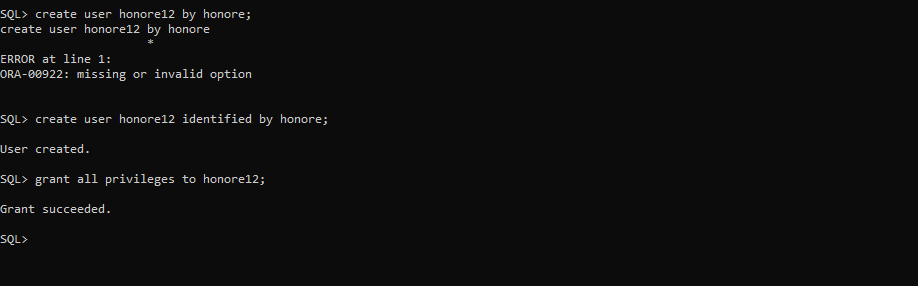 SQL> create user honore12 by honore;
create user honore12 by honore
                     *
ERROR at line 1:
ORA-00922: missing or invalid option
SQL> create user honore12 identified by honore;
User created.
SQL> grant all privileges to honore12;
Grant succeeded.
SQL>